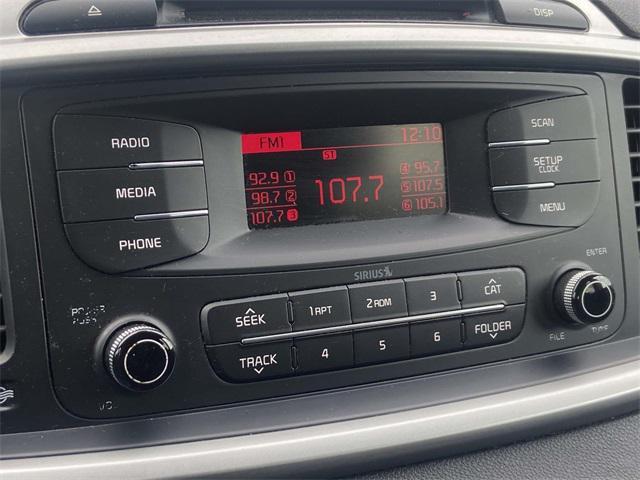 DISP
RADIO
MEDIA
PHONE
FM1 12:10
ST
92.9 1
98.7 2
107.7 3
107.7
4 95.7
5 107.5
6 105.1
SCAN
SETUP
CLOCK
MENU
SIRIUS
POWER
PUSH
VOL
SEEK
1 RPT
2 RDM
3
CAT
TRACK
4
5
6
FOLDER
ENTER
FILE
TUNE